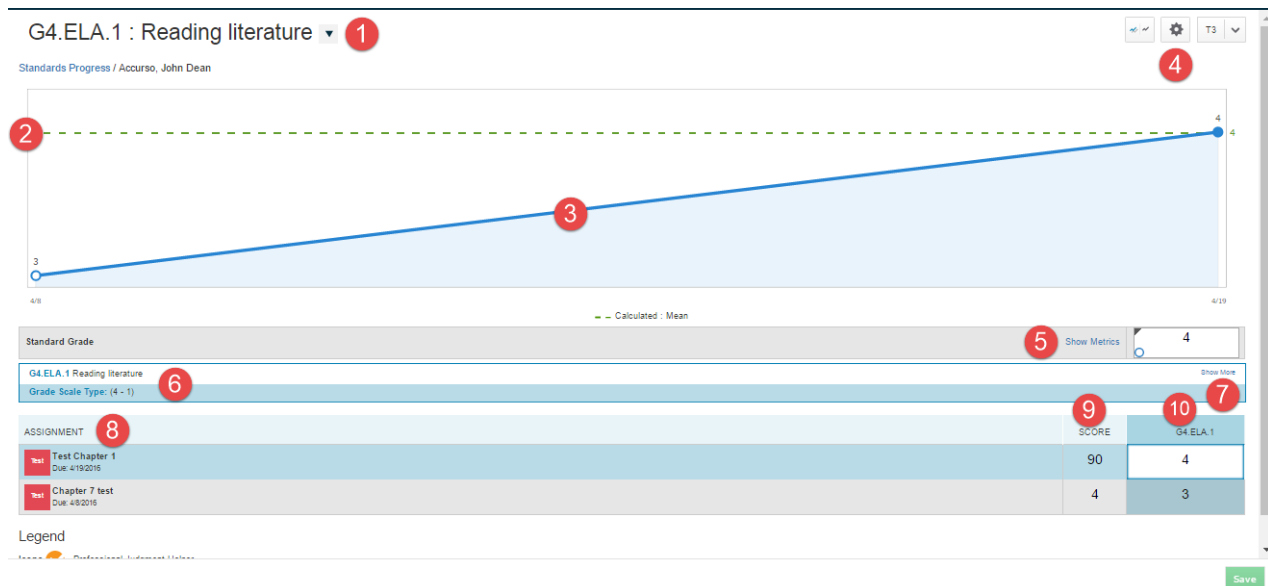 G4.ELA.1 : Reading literature 1
T3
Standards Progress / Accurso, John Dean
4
2
4
4
3
3
4/8
4/19
Calculated : Mean
Standard Grade
5
Show Metrics
4
G4.ELA.1 Reading literature
Show More
Grade Scale Type: (4 - 1)
6
7
ASSIGNMENT 8
9
SCORE
10
G4.ELA.1
Test
Test Chapter 1
Due: 4/19/2016
90
4
Test
Chapter 7 test
Due: 4/8/2016
4
3
Legend
Professional Judgment Helper
Save